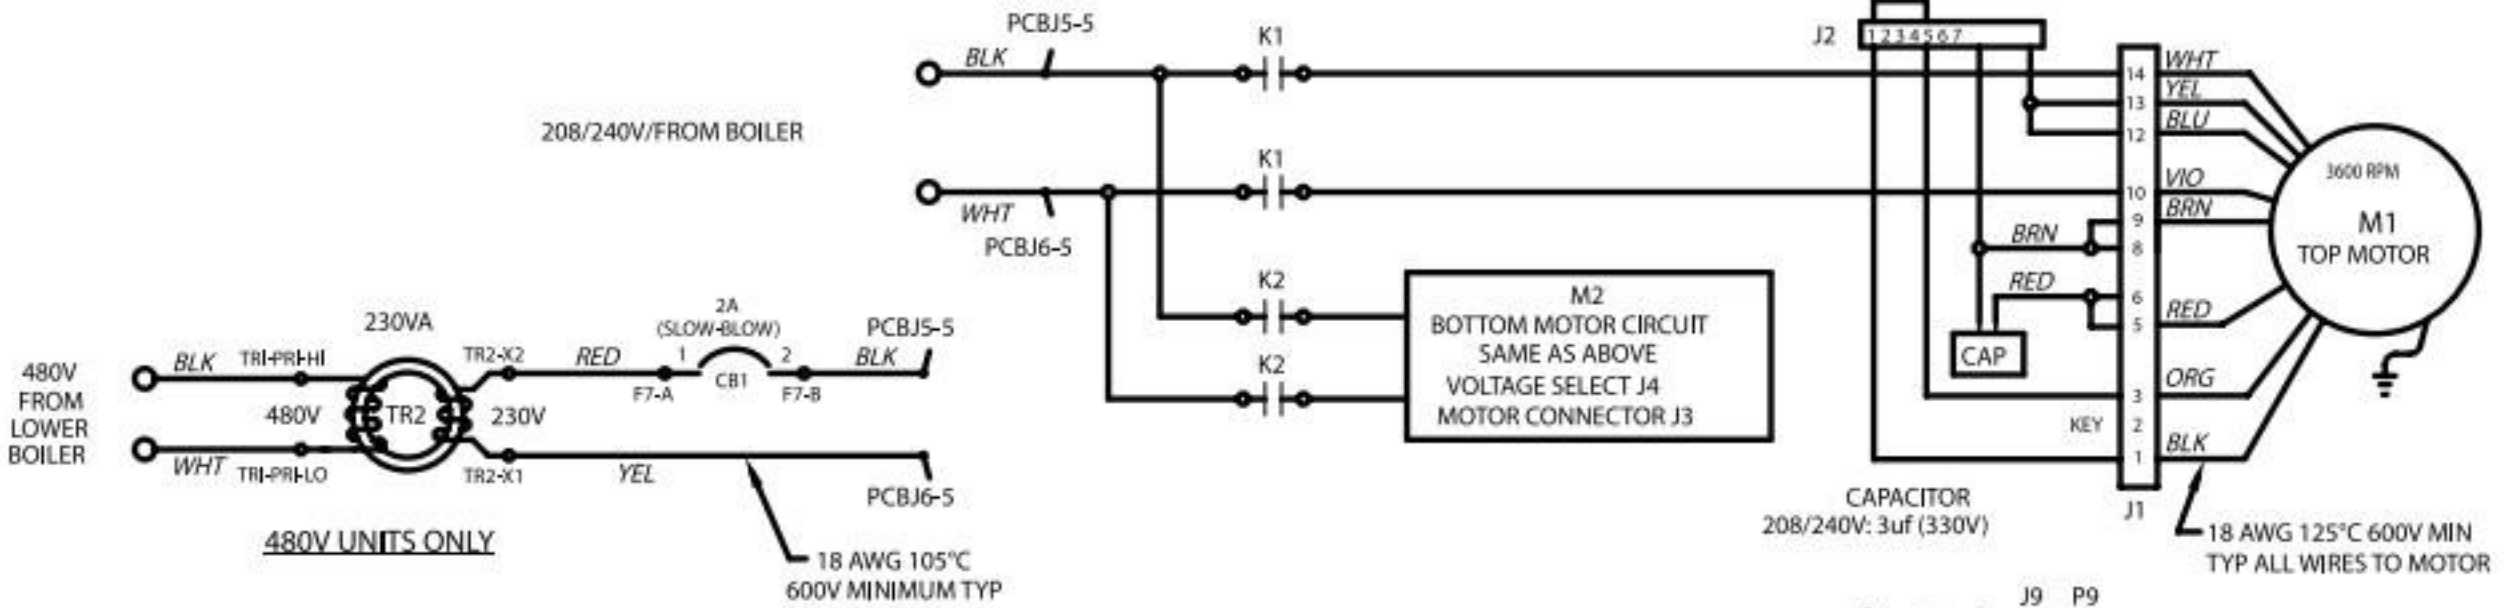 PCBJ5-5
BLK
K1
J2
1 2 3 4 5 6 7
14
WHT
13
YEL
12
BLU
208/240V/FROM BOILER
K1
WHT
PCBJ6-5
10
VIO
9
BRN
BRN
8
3600 RPM
M1
TOP MOTOR
RED
6
5
RED
CAP
ORG
3
KEY
2
BLK
1
J1
K2
K2
M2
BOTTOM MOTOR CIRCUIT
SAME AS ABOVE
VOLTAGE SELECT J4
MOTOR CONNECTOR J3
480V
FROM
LOWER
BOILER
BLK
TRI-PRI-HI
WHT
TRI-PRI-LO
230VA
480V
TR2
230V
TR2-X2
RED
2A
(SLOW-BLOW)
1
2
CB1
F7-A
F7-B
BLK
PCBJ5-5
TR2-X1
YEL
PCBJ6-5
480V UNITS ONLY
18 AWG 105°C
600V MINIMUM TYP
CAPACITOR
208/240V: 3uf (330V)
18 AWG 125°C 600V MIN
TYP ALL WIRES TO MOTOR
J9 P9